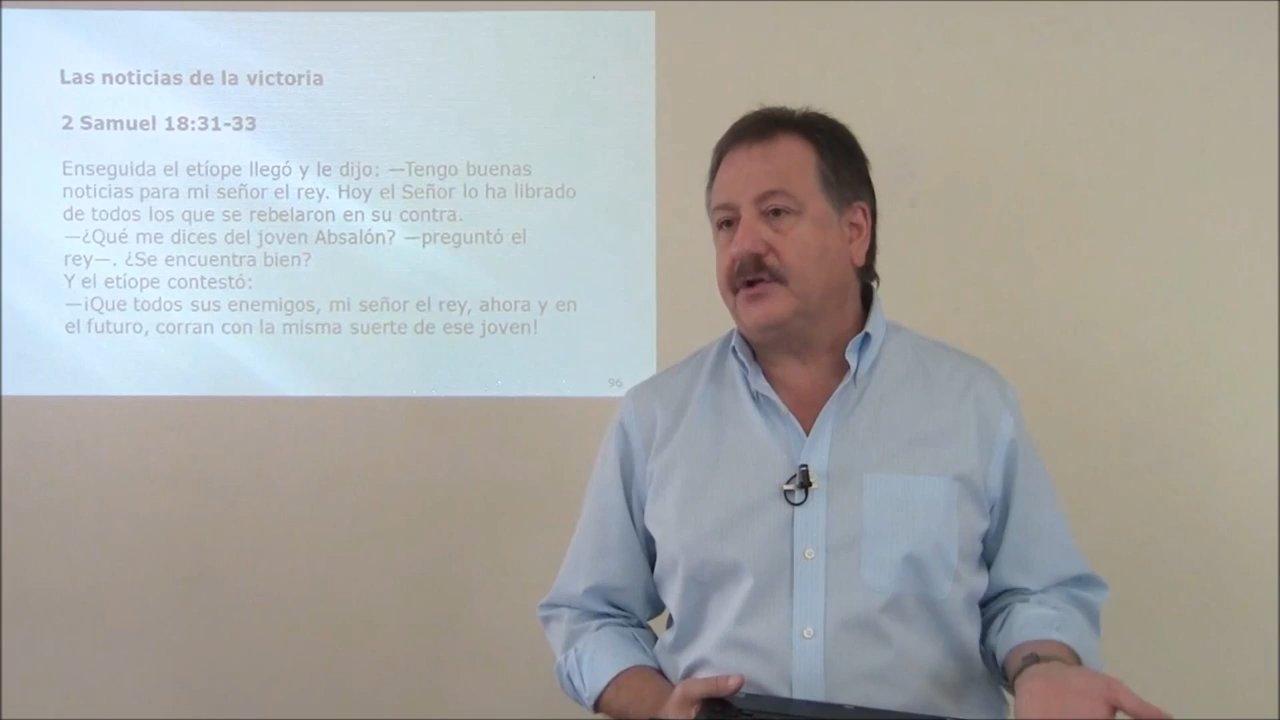 Las noticias de la victoria
2 Samuel 18:31-33
Enseguida el etíope llegó y le dijo: —Tengo buenas
noticias para mi señor el rey. Hoy el Señor lo ha librado
de todos los que se rebelaron en su contra.
—¿Qué me dices del joven Absalón? —preguntó el
rey—. ¿Se encuentra bien?
Y el etíope contestó:
—¡Que todos sus enemigos, mi señor el rey, ahora y en
el futuro, corran con la misma suerte de ese joven!
96